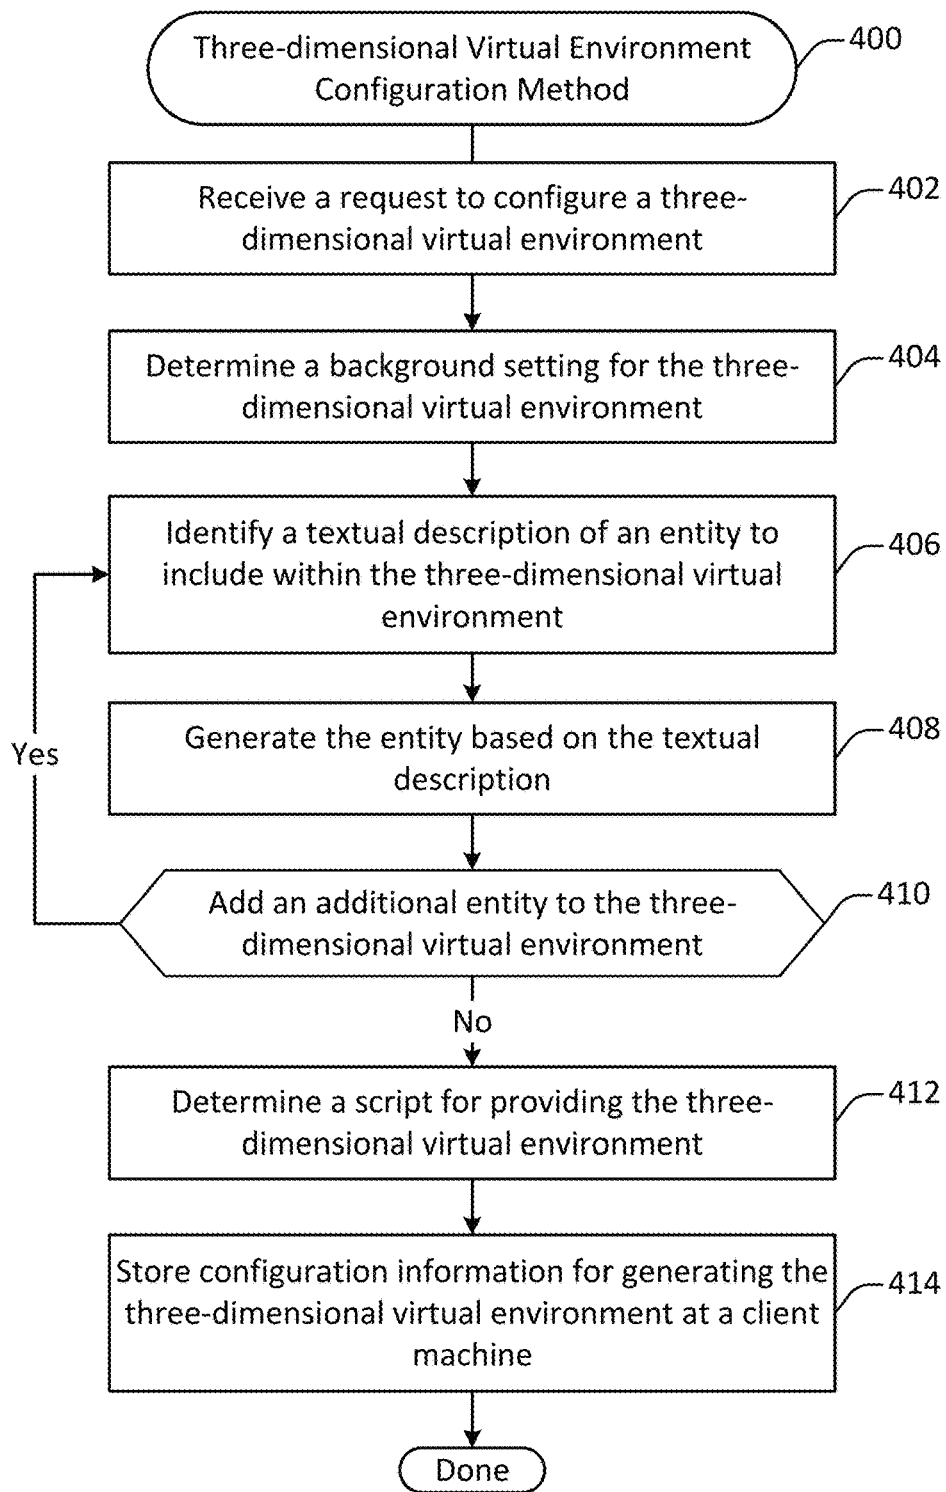 Three-dimensional Virtual Environment
Configuration Method
400
Receive a request to configure a three-
dimensional virtual environment
402
Determine a background setting for the three-
dimensional virtual environment
404
Identify a textual description of an entity to
include within the three-dimensional virtual
environment
406
Generate the entity based on the textual
description
408
Yes
Add an additional entity to the three-
dimensional virtual environment
410
No
Determine a script for providing the three-
dimensional virtual environment
412
Store configuration information for generating the
three-dimensional virtual environment at a client
machine
414
Done